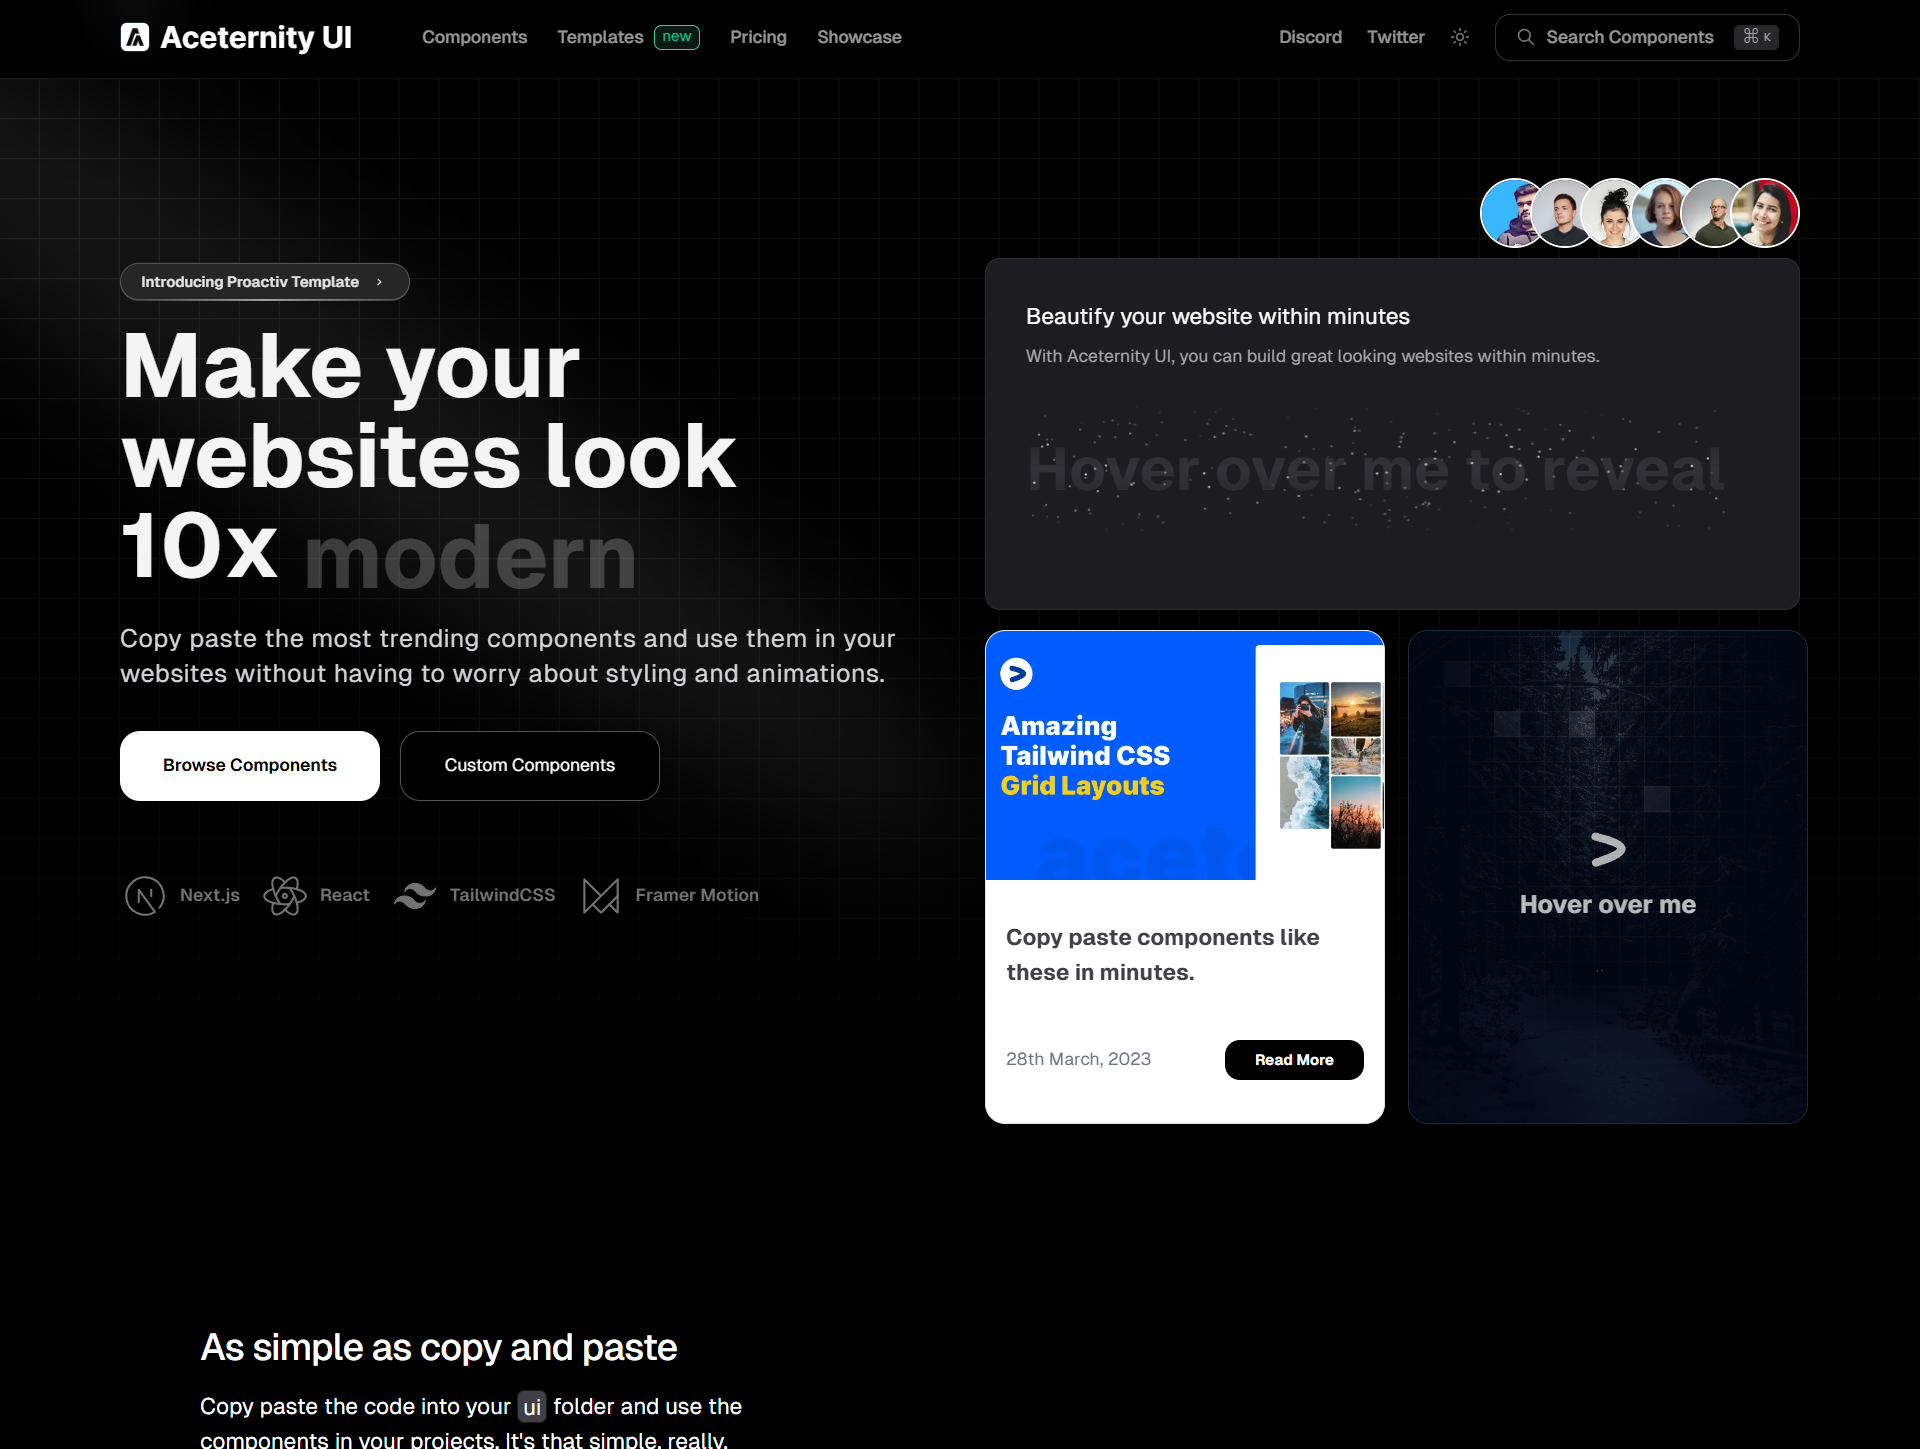 Aceternity UI
Components
Templates
new
Pricing
Showcase
Discord
Twitter
Search Components
⌘ K
Introducing Proactiv Template ›
Make your
websites look
10x modern
Copy paste the most trending components and use them in your
websites without having to worry about styling and animations.
Browse Components
Custom Components
Next.js
React
TailwindCSS
Framer Motion
Beautify your website within minutes
With Aceternity UI, you can build great looking websites within minutes.
Hover over me to reveal
Amazing
Tailwind CSS
Grid Layouts
acete
Copy paste components like
these in minutes.
28th March, 2023
Read More
Hover over me
As simple as copy and paste
Copy paste the code into your ui folder and use the
components in your projects. It's that simple, really.